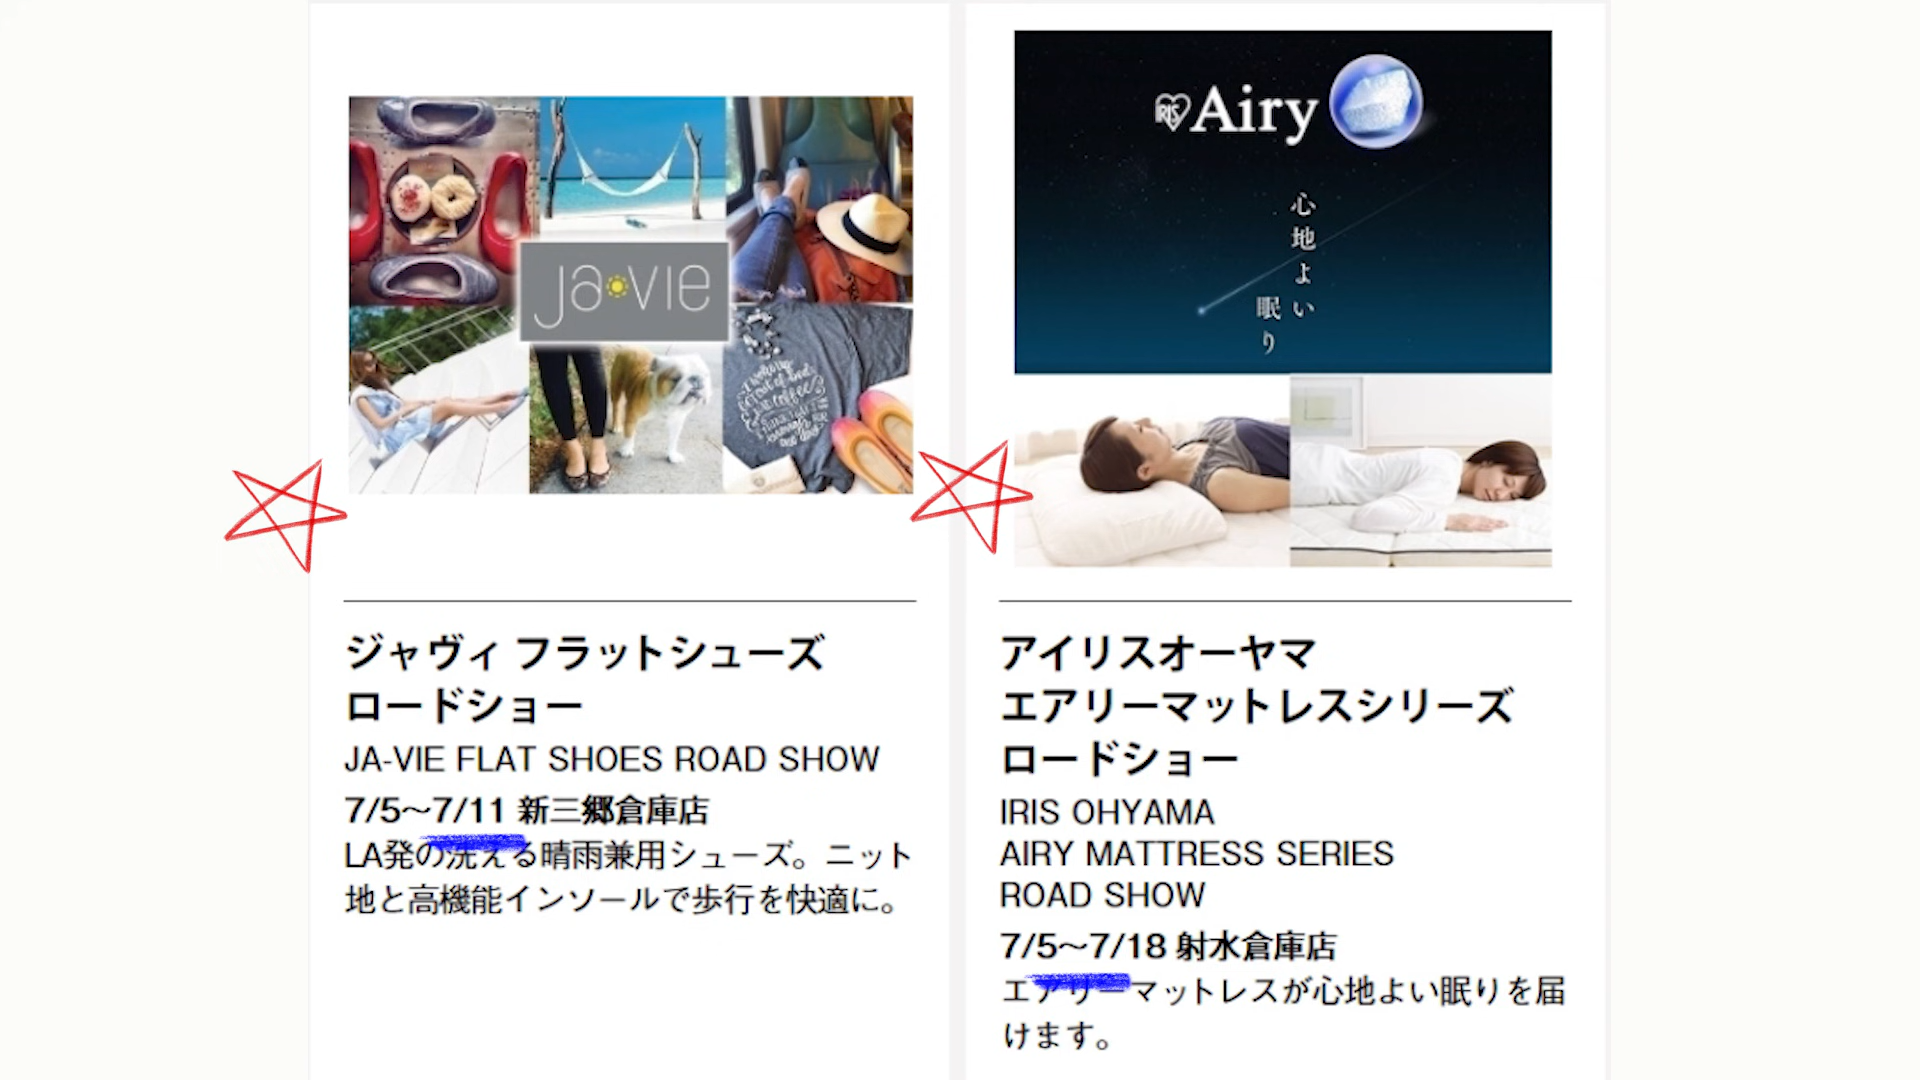 ja-vie
ジャヴィ フラットシューズ
ロードショー
JA-VIE FLAT SHOES ROAD SHOW
7/5〜7/11 新三郷倉庫店
LA発の洗える晴雨兼用シューズ。ニット
地と高機能インソールで歩行を快適に。
IRIS Airy
心地よい
眠り
アイリスオーヤマ
エアリーマットレスシリーズ
ロードショー
IRIS OHYAMA
AIRY MATTRESS SERIES
ROAD SHOW
7/5〜7/18 射水倉庫店
エアリーマットレスが心地よい眠りを届
けます。